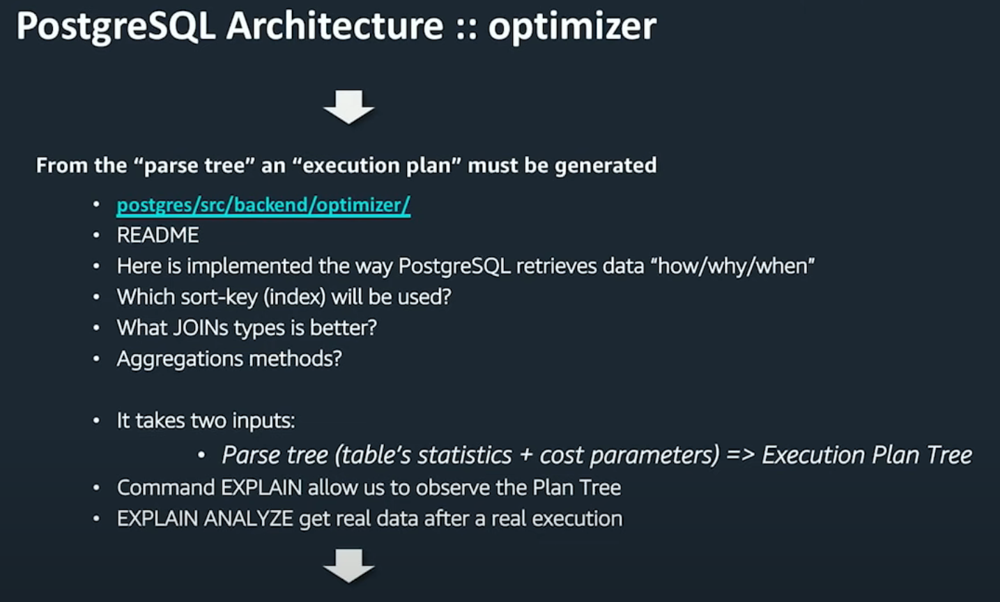 PostgreSQL Architecture :: optimizer
From the “parse tree” an “execution plan” must be generated
• postgres/src/backend/optimizer/
• README
• Here is implemented the way PostgreSQL retrieves data “how/why/when”
• Which sort-key (index) will be used?
• What JOINs types is better?
• Aggregations methods?
• It takes two inputs:
• Parse tree (table’s statistics + cost parameters) => Execution Plan Tree
• Command EXPLAIN allow us to observe the Plan Tree
• EXPLAIN ANALYZE get real data after a real execution